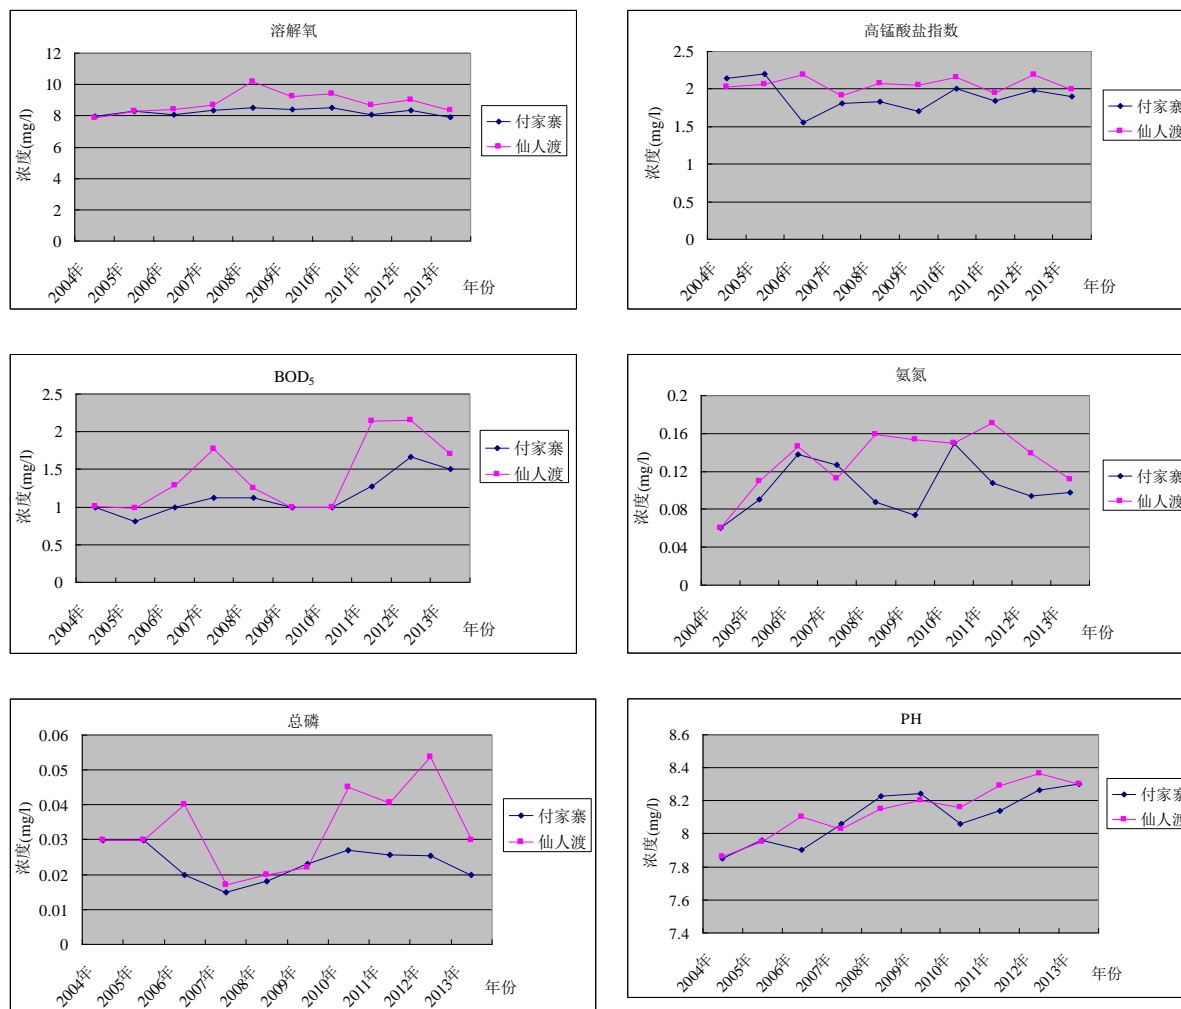 溶解氧
12
10
8
6
4
2
0
浓度(mg/l)
2004年
2005年
2006年
2007年
2008年
2009年
2010年
2011年
2012年
2013年
年份
付家寨
仙人渡
高锰酸盐指数
2.5
2
1.5
1
0.5
0
浓度(mg/l)
2004年
2005年
2006年
2007年
2008年
2009年
2010年
2011年
2012年
2013年
年份
付家寨
仙人渡
BOD₅
2.5
2
1.5
1
0.5
0
浓度(mg/l)
2004年
2005年
2006年
2007年
2008年
2009年
2010年
2011年
2012年
2013年
年份
付家寨
仙人渡
氨氮
0.2
0.16
0.12
0.08
0.04
0
浓度(mg/l)
2004年
2005年
2006年
2007年
2008年
2009年
2010年
2011年
2012年
2013年
年份
付家寨
仙人渡
总磷
0.06
0.05
0.04
0.03
0.02
0.01
0
浓度(mg/l)
2004年
2005年
2006年
2007年
2008年
2009年
2010年
2011年
2012年
2013年
年份
付家寨
仙人渡
PH
8.6
8.4
8.2
8
7.8
7.6
7.4
浓度(mg/l)
2004年
2005年
2006年
2007年
2008年
2009年
2010年
2011年
2012年
2013年
年份
付家寨
仙人渡